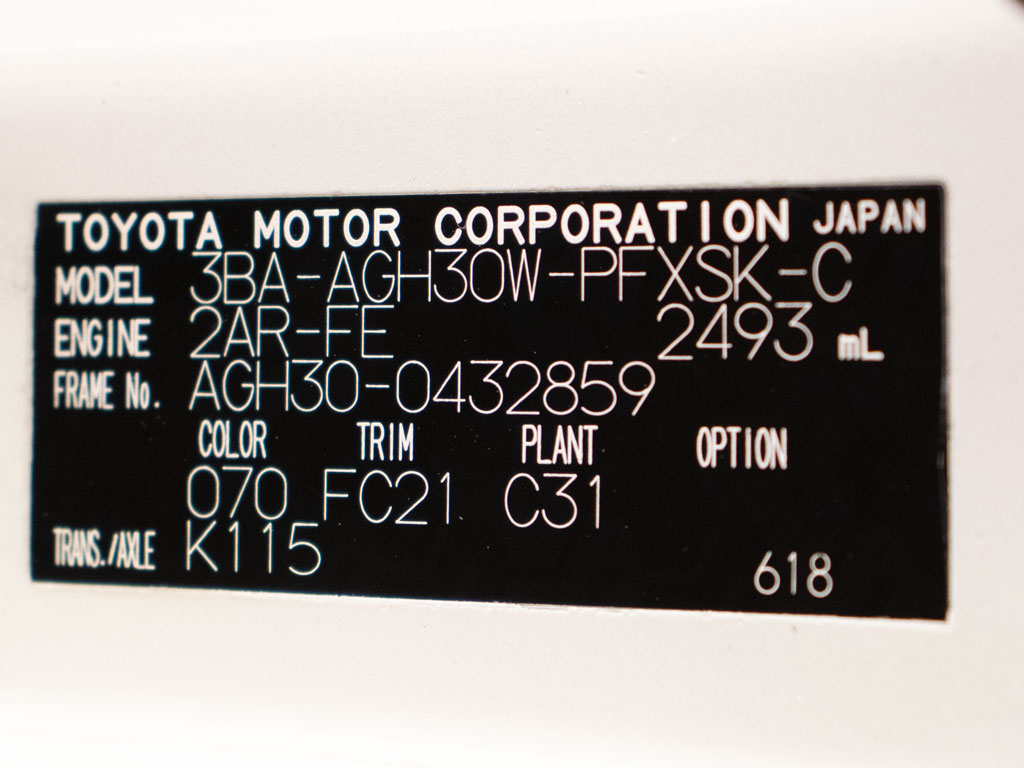 TOYOTA MOTOR CORPORATION JAPAN
MODEL 3BA-AGH30W-PFXSK-C
ENGINE 2AR-FE 2493 mL
FRAME No. AGH30-0432859
COLOR TRIM PLANT OPTION
070 FC21 C31
TRANS./AXLE K115
618